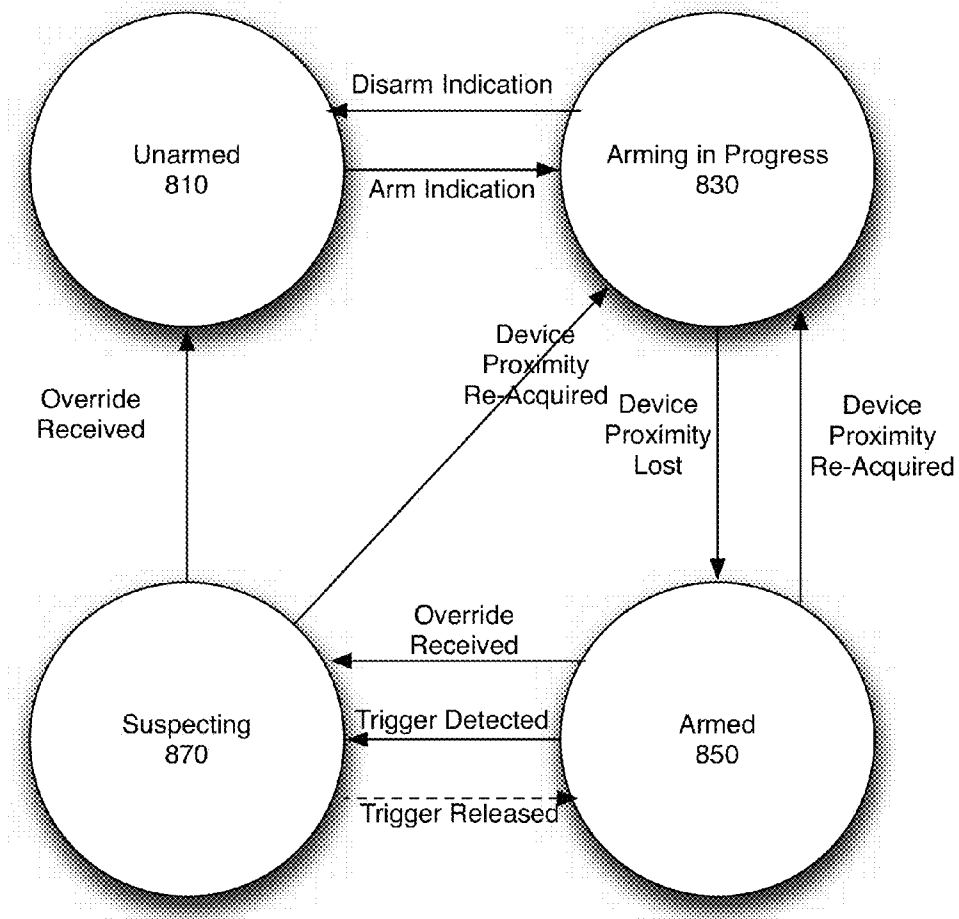 Disarm Indication
Unarmed
810
Arming in Progress
830
Arm Indication
Device
Proximity
Re-Acquired
Override
Received
Device
Proximity
Lost
Device
Proximity
Re-Acquired
Override
Received
Suspecting
870
Trigger Detected
Armed
850
Trigger Released